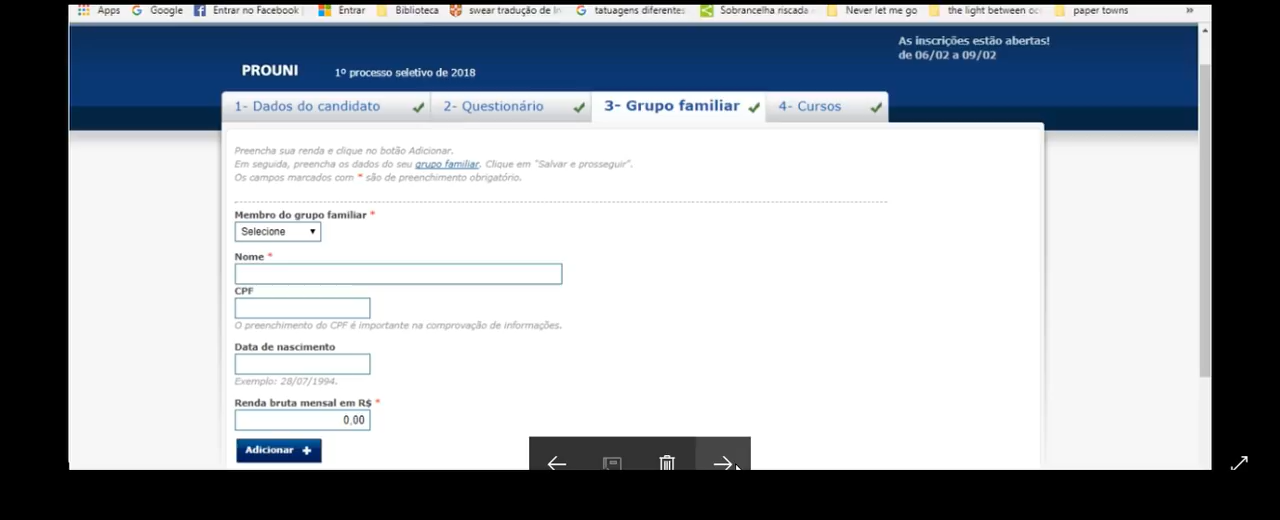 Apps Google Entrar no Facebook Entrar Biblioteca swear tradução de In tatuagens diferentes Sobrancelha riscada Never let me go the light between oc paper towns »
As inscrições estão abertas!
de 06/02 a 09/02
PROUNI 1º processo seletivo de 2018
1- Dados do candidato 2- Questionário 3- Grupo familiar 4- Cursos
Preencha sua renda e clique no botão Adicionar.
Em seguida, preencha os dados do seu grupo familiar. Clique em "Salvar e prosseguir".
Os campos marcados com * são de preenchimento obrigatório.
Membro do grupo familiar *
Selecione
Nome *
CPF
O preenchimento do CPF é importante na comprovação de informações.
Data de nascimento
Exemplo: 28/07/1994.
Renda bruta mensal em R$ *
0,00
Adicionar +